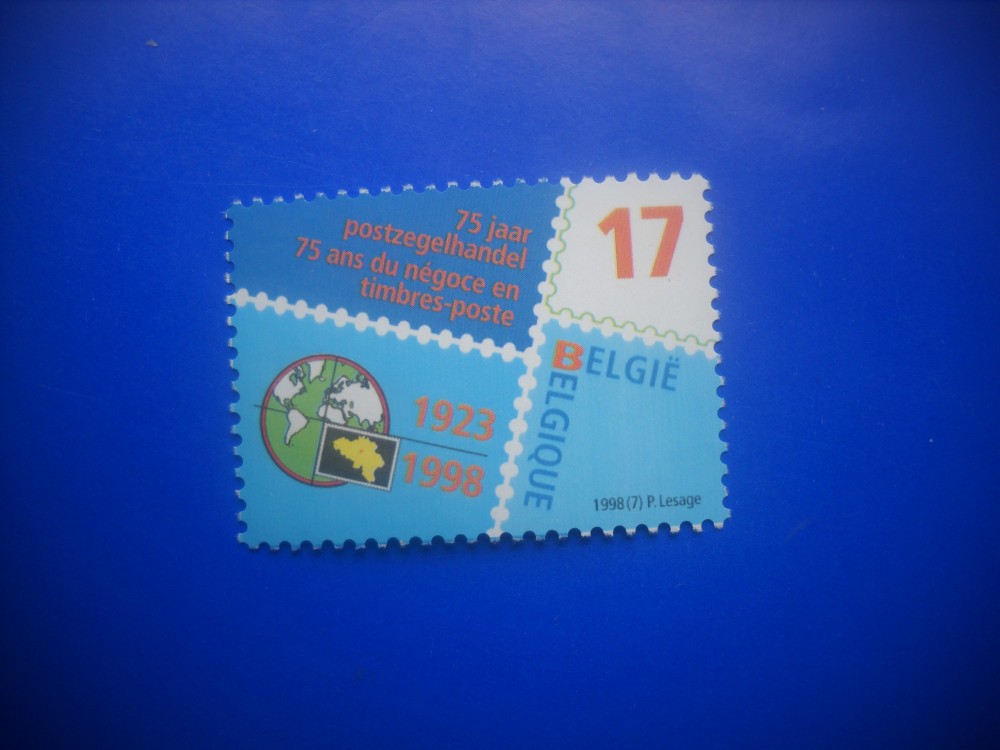 75 jaar
postzegelhandel
75 ans du négoce en
timbres-poste
17
BELGIË
BELGIQUE
1923
1998
1998 (7) P. Lesage